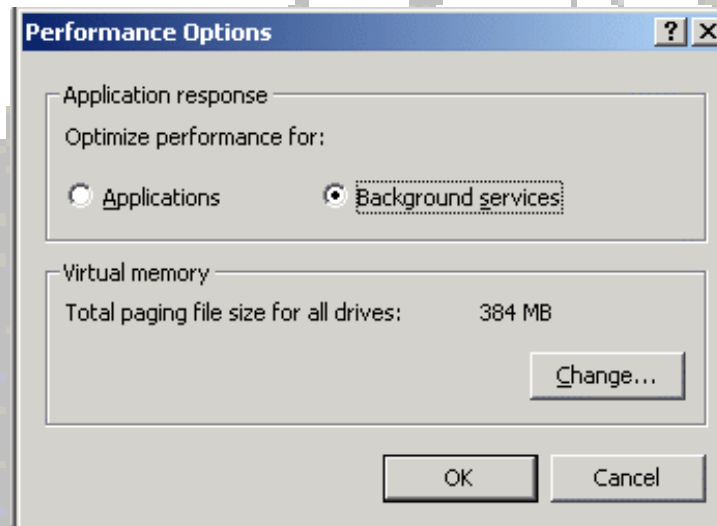 Performance Options
Application response
Optimize performance for:
Applications Background services
Virtual memory
Total paging file size for all drives: 384 MB
Change...
OK Cancel